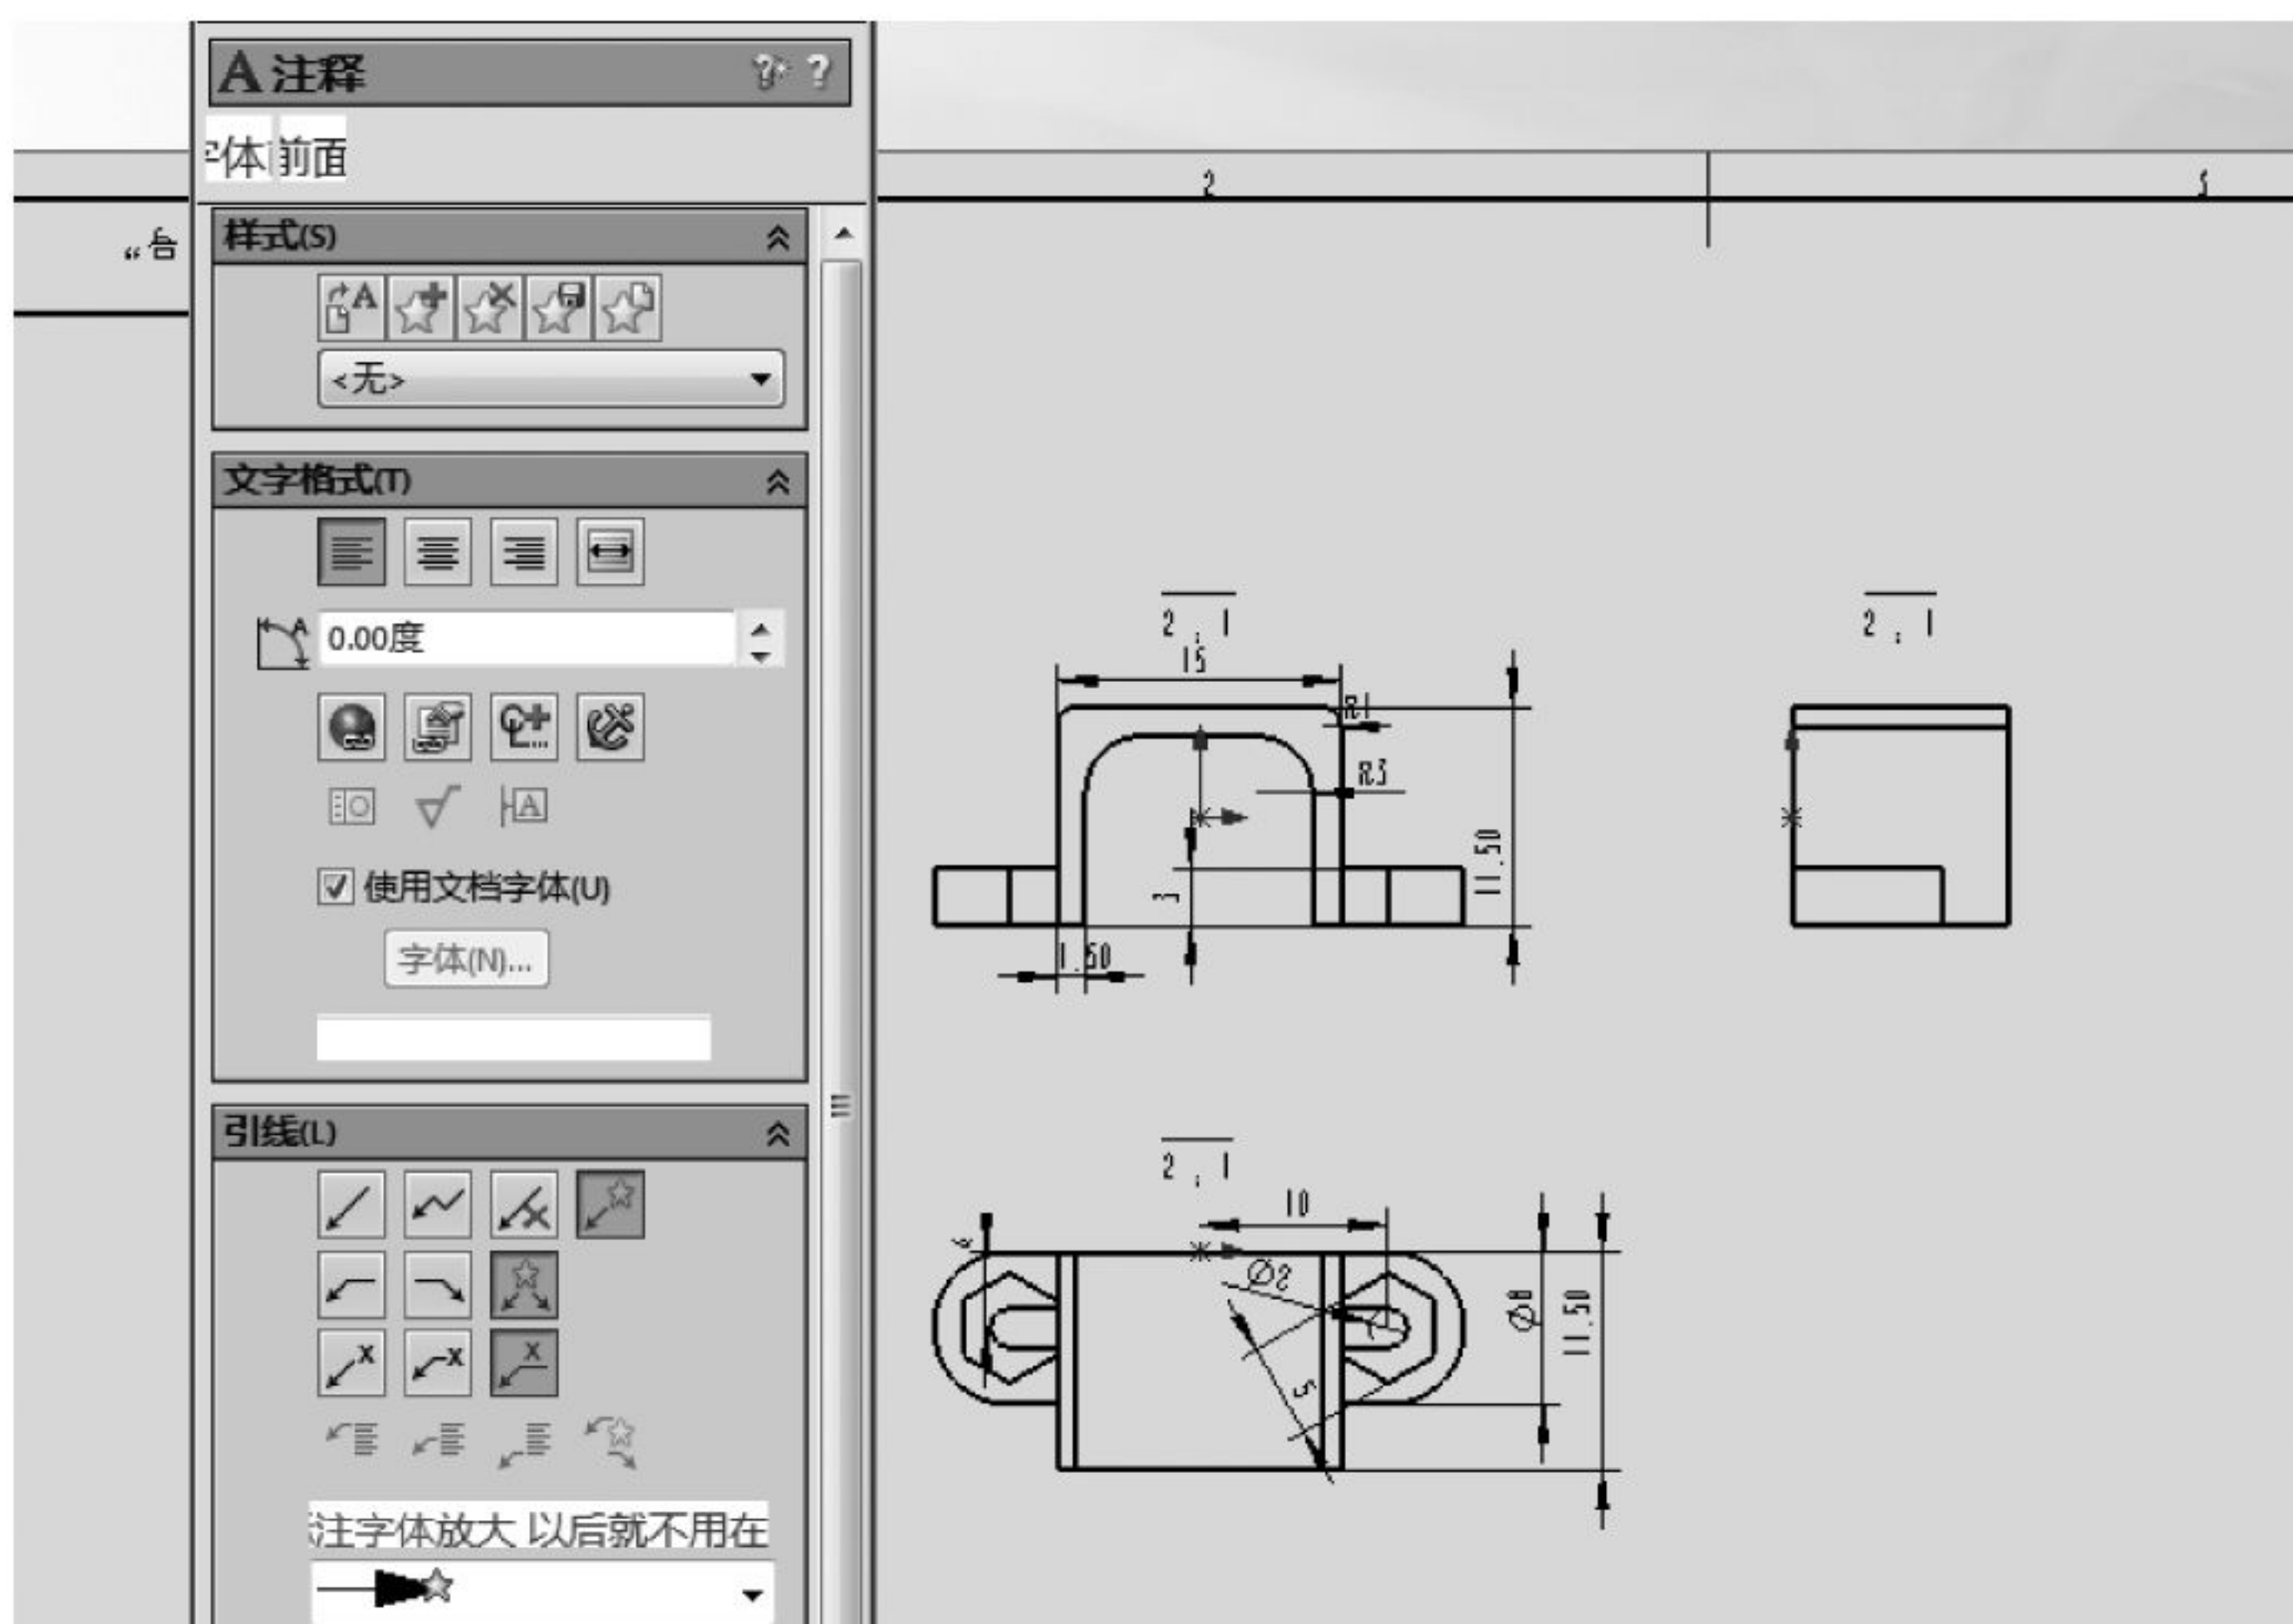 A 注释
字体 前面
2
样式(S)
<无>
文字格式(T)
0.00度
使用文档字体(U)
字体(N)...
引线(L)
注字体放大 以后就不用在
2 : 1
15
R1
R3
11.50
3
1.50
2 : 1
2 : 1
10
Ø2
5
Ø8
11.50